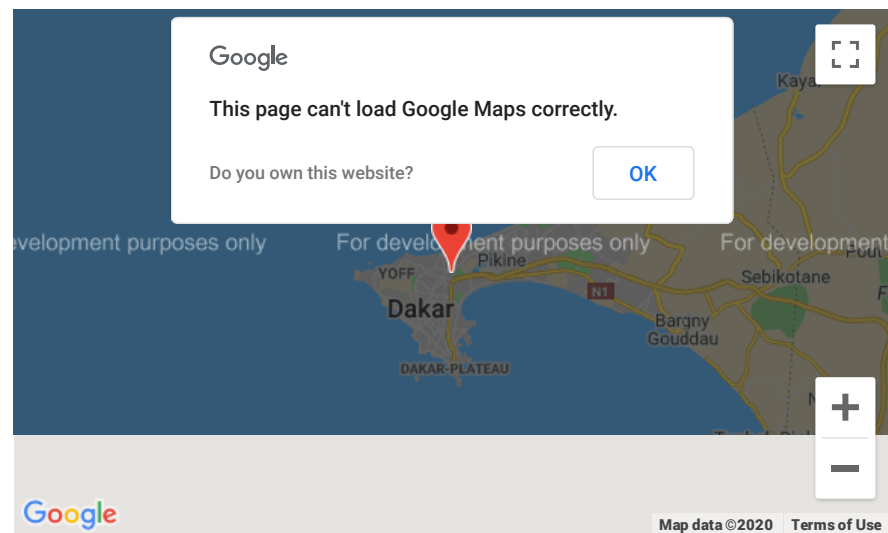 Google
This page can't load Google Maps correctly.
Do you own this website?
OK
evelopment purposes only
For development purposes only
For development
YOFF
Pikine
Sebikotane
N1
Dakar
Bargny
Gouddau
DAKAR-PLATEAU
Google
Map data ©2020
Terms of Use